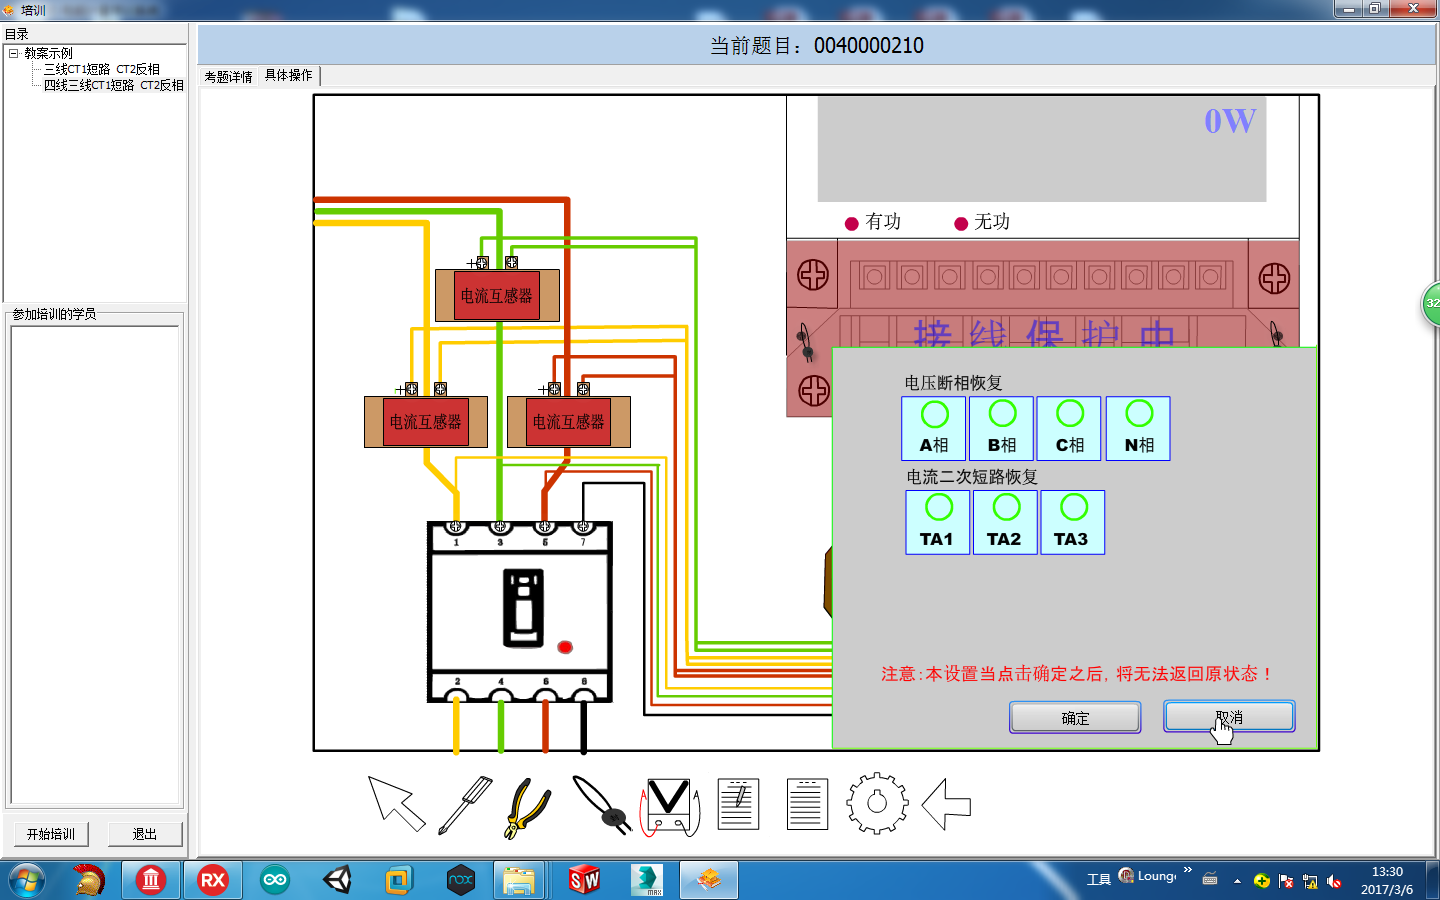 培训
目录
教案示例
三线CT1短路 CT2反相
四线三线CT1短路 CT2反相
参加培训的学员
开始培训
退出
当前题目：0040000210
考题详情
具体操作
0W
有功
无功
接线保护中
电流互感器
电流互感器
电流互感器
1 3 5 7
2 4 6 8
电压断相恢复
A相
B相
C相
N相
电流二次短路恢复
TA1
TA2
TA3
注意:本设置当点击确定之后, 将无法返回原状态！
确定
取消
32
RX
nox
SW
MAX
工具
Lounge
13:30
2017/3/6